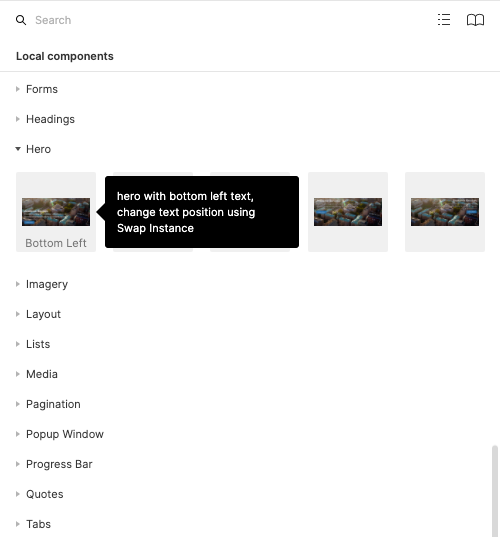 Search
Local components
Forms
Headings
Hero
hero with bottom left text,
change text position using
Swap Instance
Bottom Left
Imagery
Layout
Lists
Media
Pagination
Popup Window
Progress Bar
Quotes
Tabs